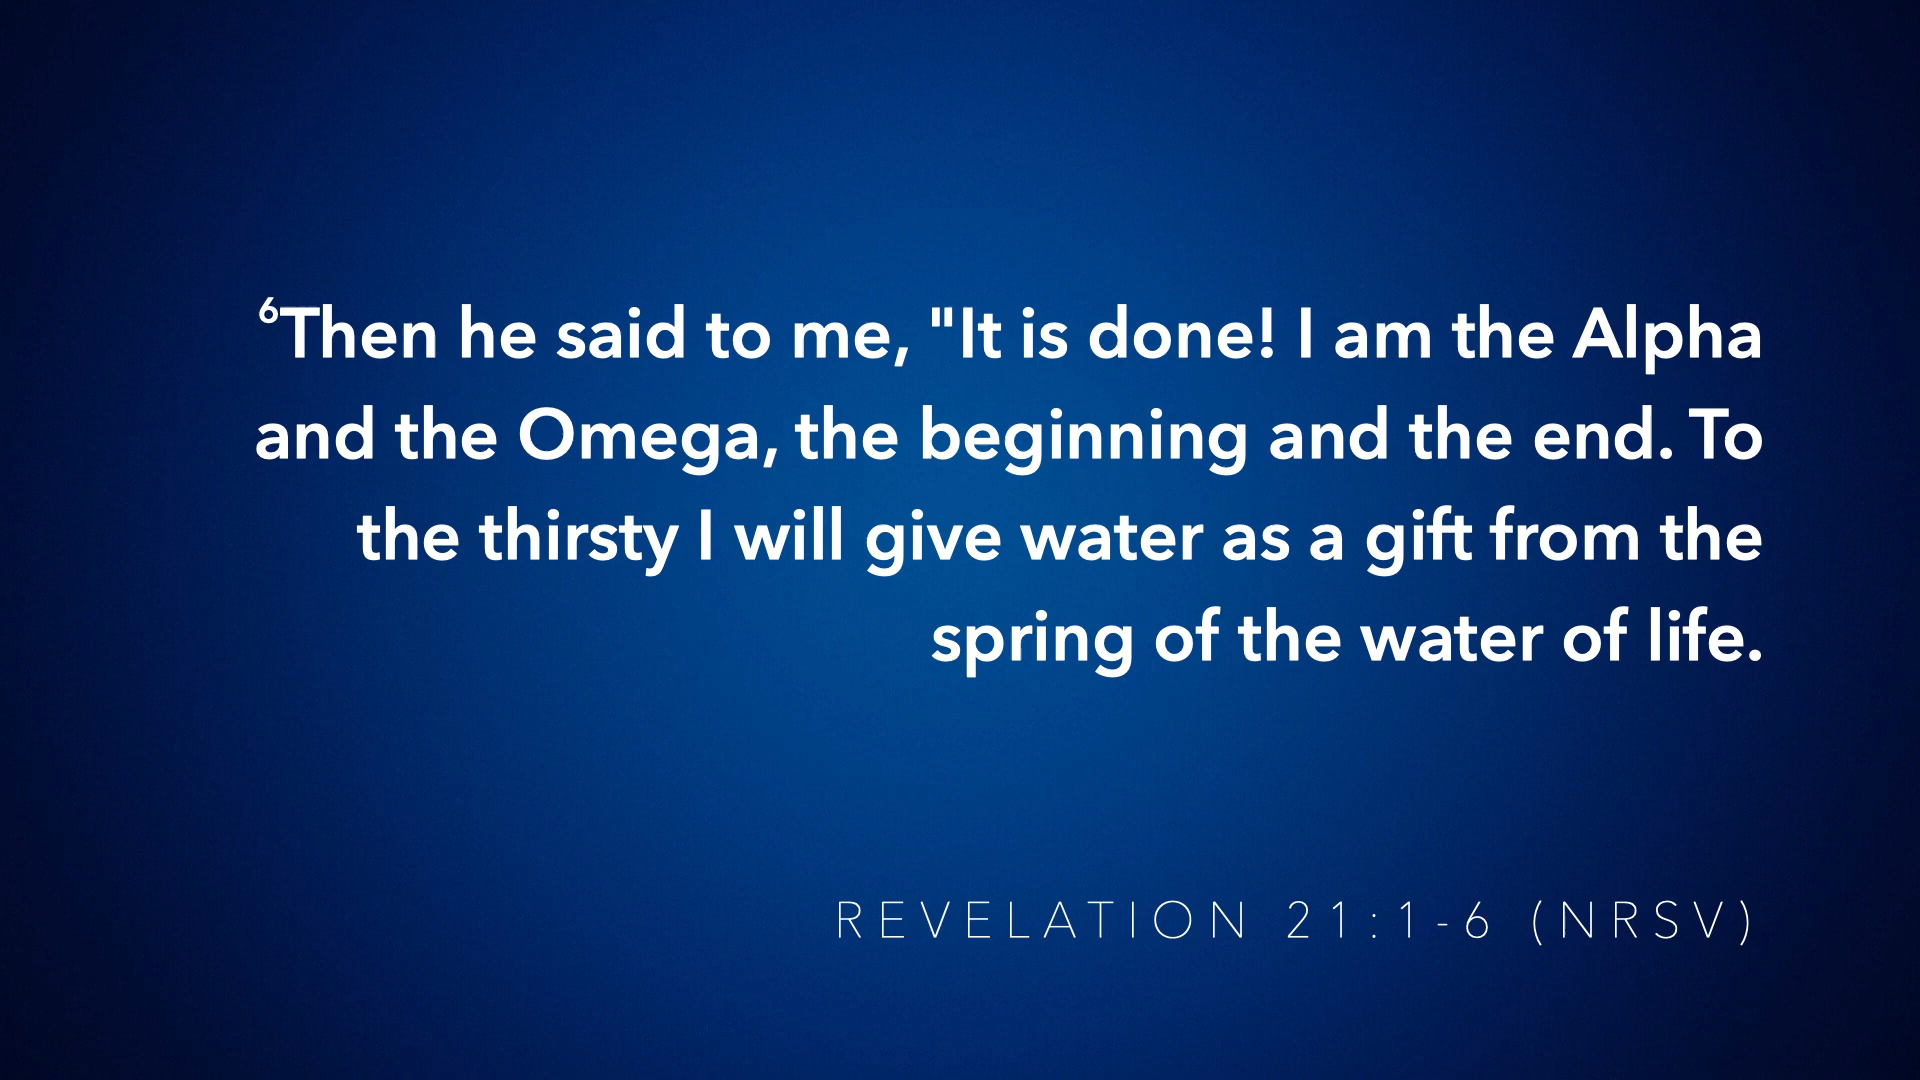 ⁶Then he said to me, "It is done! I am the Alpha
and the Omega, the beginning and the end. To
the thirsty I will give water as a gift from the
spring of the water of life.
REVELATION 21:1-6 (NRSV)